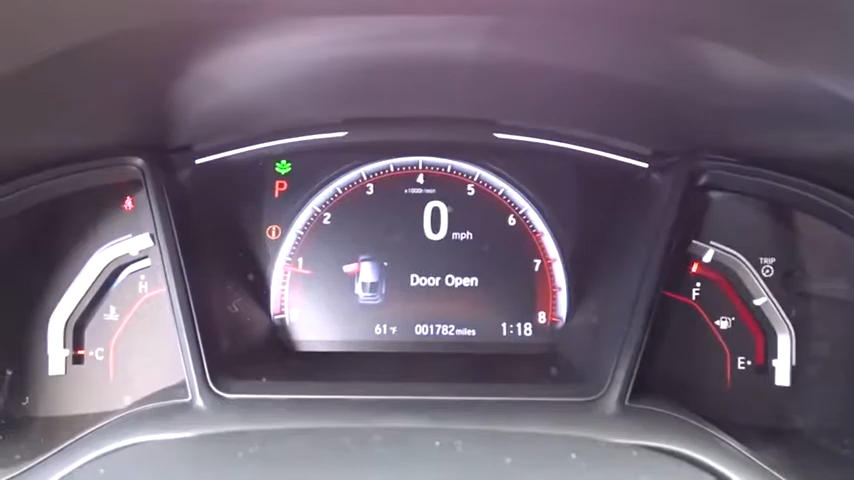 P
4
x1000r/min
3
5
2
6
1
7
8
0
mph
Door Open
61°F
001782 miles
1:18
H
C
TRIP
F
E